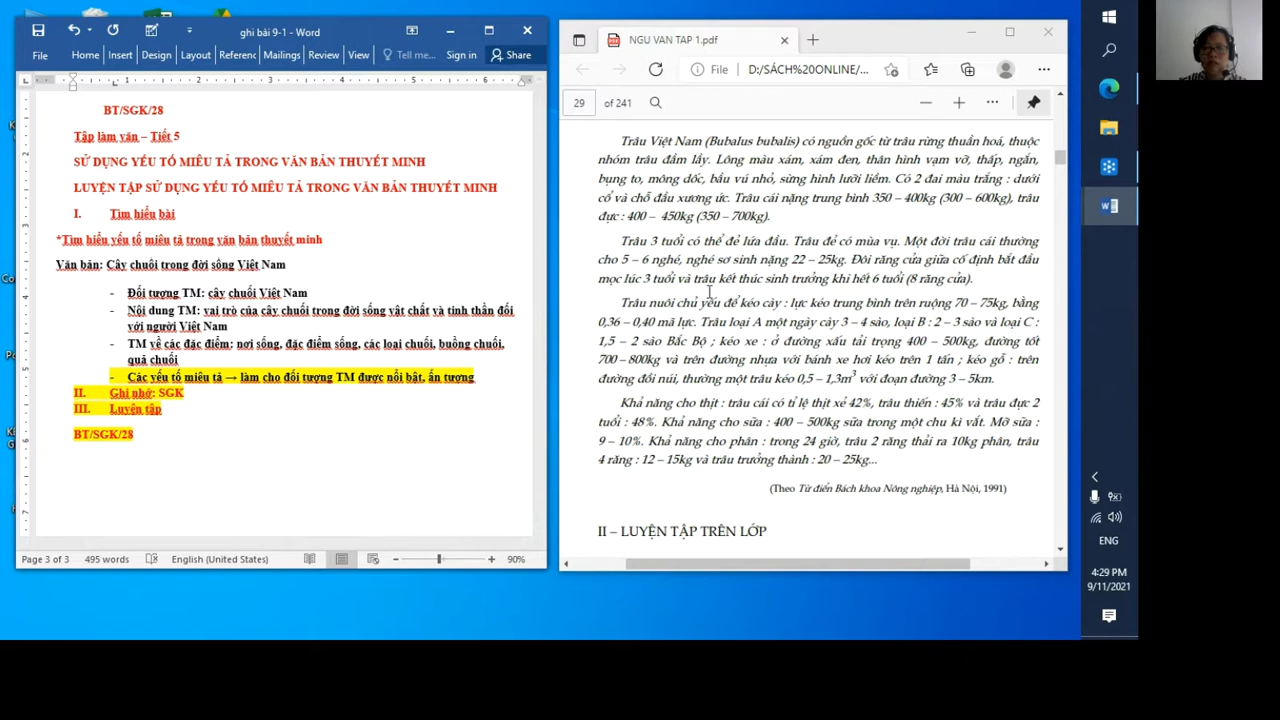 ghi bài 9-1 - Word
File Home Insert Design Layout Referenc Mailings Review View Tell me... Sign in Share
BT/SGK/28
Tập làm văn – Tiết 5
SỬ DỤNG YẾU TỐ MIÊU TẢ TRONG VĂN BẢN THUYẾT MINH
LUYỆN TẬP SỬ DỤNG YẾU TỐ MIÊU TẢ TRONG VĂN BẢN THUYẾT MINH
I. Tìm hiểu bài
*Tìm hiểu yếu tố miêu tả trong văn bản thuyết minh
Văn bản: Cây chuối trong đời sống Việt Nam
- Đối tượng TM: cây chuối Việt Nam
- Nội dung TM: vai trò của cây chuối trong đời sống vật chất và tinh thần đối
với người Việt Nam
- TM về các đặc điểm: nơi sống, đặc điểm sống, các loại chuối, buồng chuối,
quả chuối
- Các yếu tố miêu tả → làm cho đối tượng TM được nổi bật, ấn tượng
II. Ghi nhớ: SGK
III. Luyện tập
BT/SGK/28
Page 3 of 3 495 words English (United States) 90%
NGU VAN TAP 1.pdf
File D:/SÁCH%20ONLINE/...
29 of 241
Trâu Việt Nam (Bubalus bubalis) có nguồn gốc từ trâu rừng thuần hoá, thuộc
nhóm trâu đầm lầy. Lông màu xám, xám đen, thân hình vạm vỡ, thấp, ngắn,
bụng to, mông dốc, bầu vú nhỏ, sừng hình lưỡi liềm. Có 2 đai màu trắng : dưới
cổ và chỗ đầu xương ức. Trâu cái nặng trung bình 350 – 400kg (300 – 600kg), trâu
đực : 400 – 450kg (350 – 700kg).
Trâu 3 tuổi có thể đẻ lứa đầu. Trâu đẻ có mùa vụ. Một đời trâu cái thường
cho 5 – 6 nghé, nghé sơ sinh nặng 22 – 25kg. Đôi răng cửa giữa cố định bắt đầu
mọc lúc 3 tuổi và trâu kết thúc sinh trưởng khi hết 6 tuổi (8 răng cửa).
Trâu nuôi chủ yếu để kéo cày : lực kéo trung bình trên ruộng 70 – 75kg, bằng
0,36 – 0,40 mã lực. Trâu loại A một ngày cày 3 – 4 sào, loại B : 2 – 3 sào và loại C :
1,5 – 2 sào Bắc Bộ ; kéo xe : ở đường xấu tải trọng 400 – 500kg, đường tốt
700 – 800kg và trên đường nhựa với bánh xe hơi kéo trên 1 tấn ; kéo gỗ : trên
đường đồi núi, thường một trâu kéo 0,5 – 1,3m3 với đoạn đường 3 – 5km.
Khả năng cho thịt : trâu cái có tỉ lệ thịt xẻ 42%, trâu thiến : 45% và trâu đực 2
tuổi : 48%. Khả năng cho sữa : 400 – 500kg sữa trong một chu kì vắt. Mỡ sữa :
9 – 10%. Khả năng cho phân : trong 24 giờ, trâu 2 răng thải ra 10kg phân, trâu
4 răng : 12 – 15kg và trâu trưởng thành : 20 – 25kg...
(Theo Từ điển Bách khoa Nông nghiệp, Hà Nội, 1991)
II – LUYỆN TẬP TRÊN LỚP
ENG
4:29 PM
9/11/2021